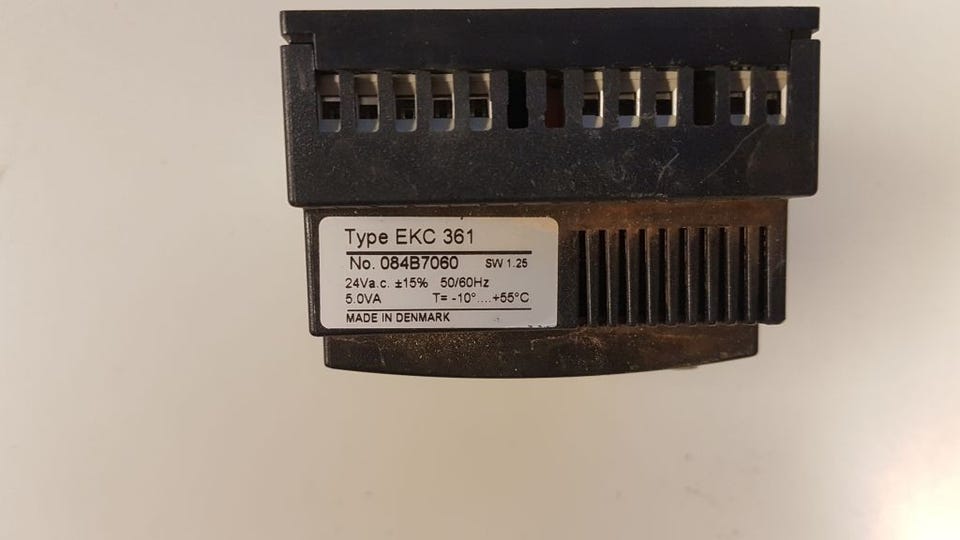 Type EKC 361
No. 084B7060 SW 1.25
24Va.c. ±15% 50/60Hz
5.0VA T= -10°....+55°C
MADE IN DENMARK